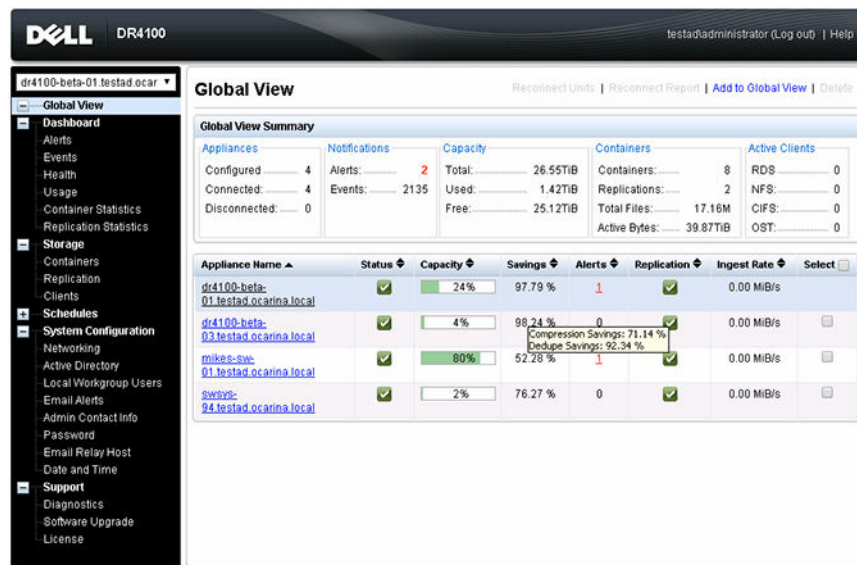 DELL DR4100
testad\administrator (Log out) | Help
dr4100-beta-01.testad.ocar
Global View
Dashboard
Alerts
Events
Health
Usage
Container Statistics
Replication Statistics
Storage
Containers
Replication
Clients
Schedules
System Configuration
Networking
Active Directory
Local Workgroup Users
Email Alerts
Admin Contact Info
Password
Email Relay Host
Date and Time
Support
Diagnostics
Software Upgrade
License
Global View
Reconnect Units | Reconnect Report | Add to Global View | Delete
Global View Summary
Appliances
Configured 4
Connected: 4
Disconnected: 0
Notifications
Alerts: 2
Events: 2135
Capacity
Total: 26.55TiB
Used: 1.42TiB
Free: 25.12TiB
Containers
Containers: 8
Replications: 2
Total Files: 17.16M
Active Bytes: 39.87TiB
Active Clients
RDS 0
NFS: 0
CIFS: 0
OST: 0
Appliance Name Status Capacity Savings % Alerts Replication Ingest Rate Select
dr4100-beta-
01.testad.ocarina.local
24% 97.79 % 1 0.00 MiB/s
dr4100-beta-
03.testad.ocarina.local
4% 98.24 % 0 0.00 MiB/s
Compression Savings: 71.14 %
Dedupe Savings: 92.34 %
mikes-sw-
01.testad.ocarina.local
80% 52.28 % 1 0.00 MiB/s
swsys-
94.testad.ocarina.local
2% 76.27 % 0 0.00 MiB/s